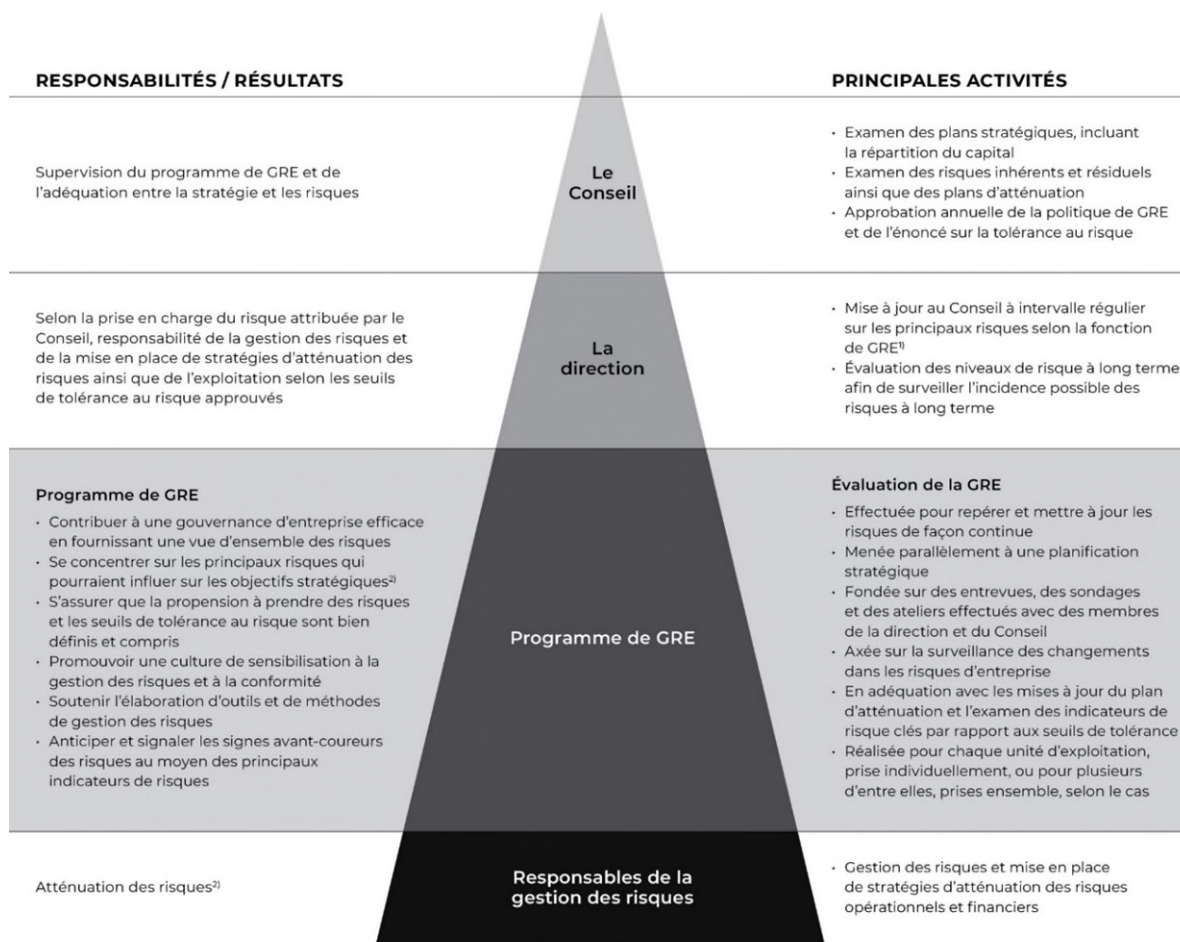 RESPONSABILITÉS / RÉSULTATS
PRINCIPALES ACTIVITÉS
Supervision du programme de GRE et de
l'adéquation entre la stratégie et les risques
Le
Conseil
• Examen des plans stratégiques, incluant
la répartition du capital
• Examen des risques inhérents et résiduels
ainsi que des plans d'atténuation
• Approbation annuelle de la politique de GRE
et de l'énoncé sur la tolérance au risque
Selon la prise en charge du risque attribuée par le
Conseil, responsabilité de la gestion des risques et
de la mise en place de stratégies d'atténuation des
risques ainsi que de l'exploitation selon les seuils
de tolérance au risque approuvés
La
direction
• Mise à jour au Conseil à intervalle régulier
sur les principaux risques selon la fonction
de GRE¹⁾
• Évaluation des niveaux de risque à long terme
afin de surveiller l'incidence possible des
risques à long terme
Programme de GRE
• Contribuer à une gouvernance d'entreprise efficace
en fournissant une vue d'ensemble des risques
• Se concentrer sur les principaux risques qui
pourraient influer sur les objectifs stratégiques²⁾
• S'assurer que la propension à prendre des risques
et les seuils de tolérance au risque sont bien
définis et compris
• Promouvoir une culture de sensibilisation à la
gestion des risques et à la conformité
• Soutenir l'élaboration d'outils et de méthodes
de gestion des risques
• Anticiper et signaler les signes avant-coureurs
des risques au moyen des principaux
indicateurs de risques
Programme de GRE
Évaluation de la GRE
• Effectuée pour repérer et mettre à jour les
risques de façon continue
• Menée parallèlement à une planification
stratégique
• Fondée sur des entrevues, des sondages
et des ateliers effectués avec des membres
de la direction et du Conseil
• Axée sur la surveillance des changements
dans les risques d'entreprise
• En adéquation avec les mises à jour du plan
d'atténuation et l'examen des indicateurs de
risque clés par rapport aux seuils de tolérance
• Réalisée pour chaque unité d'exploitation,
prise individuellement, ou pour plusieurs
d'entre elles, prises ensemble, selon le cas
Atténuation des risques²⁾
Responsables de la
gestion des risques
• Gestion des risques et mise en place
de stratégies d'atténuation des risques
opérationnels et financiers